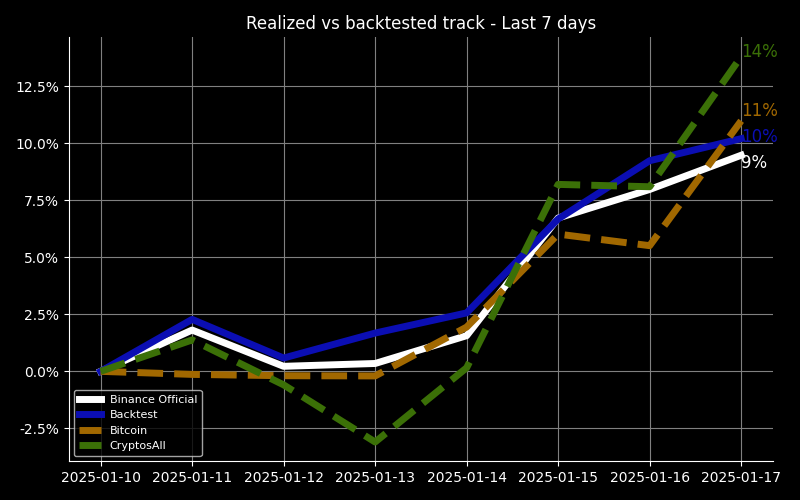 Realized vs backtested track - Last 7 days
14%
12.5%
11%
10.0%
10%
9%
7.5%
5.0%
2.5%
0.0%
-2.5%
Binance Official
Backtest
Bitcoin
CryptosAll
2025-01-10 2025-01-11 2025-01-12 2025-01-13 2025-01-14 2025-01-15 2025-01-16 2025-01-17